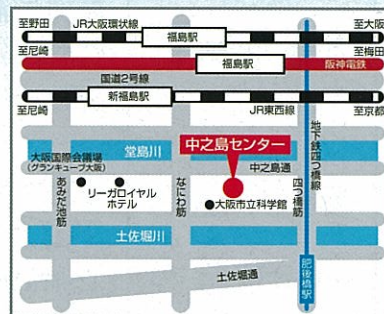 至野田
JR大阪環状線
至大阪
福島駅
至尼崎
至梅田
福島駅
阪神電鉄
国道2号線
新福島駅
至尼崎
JR東西線
至京都
堂島川
中之島センター
大阪国際会議場
(グランキューブ大阪)
中之島通
地下鉄四つ橋線
あみだ池筋
リーガロイヤル
ホテル
なにわ筋
大阪市立科学館
四つ橋筋
土佐堀川
土佐堀通
肥後橋駅